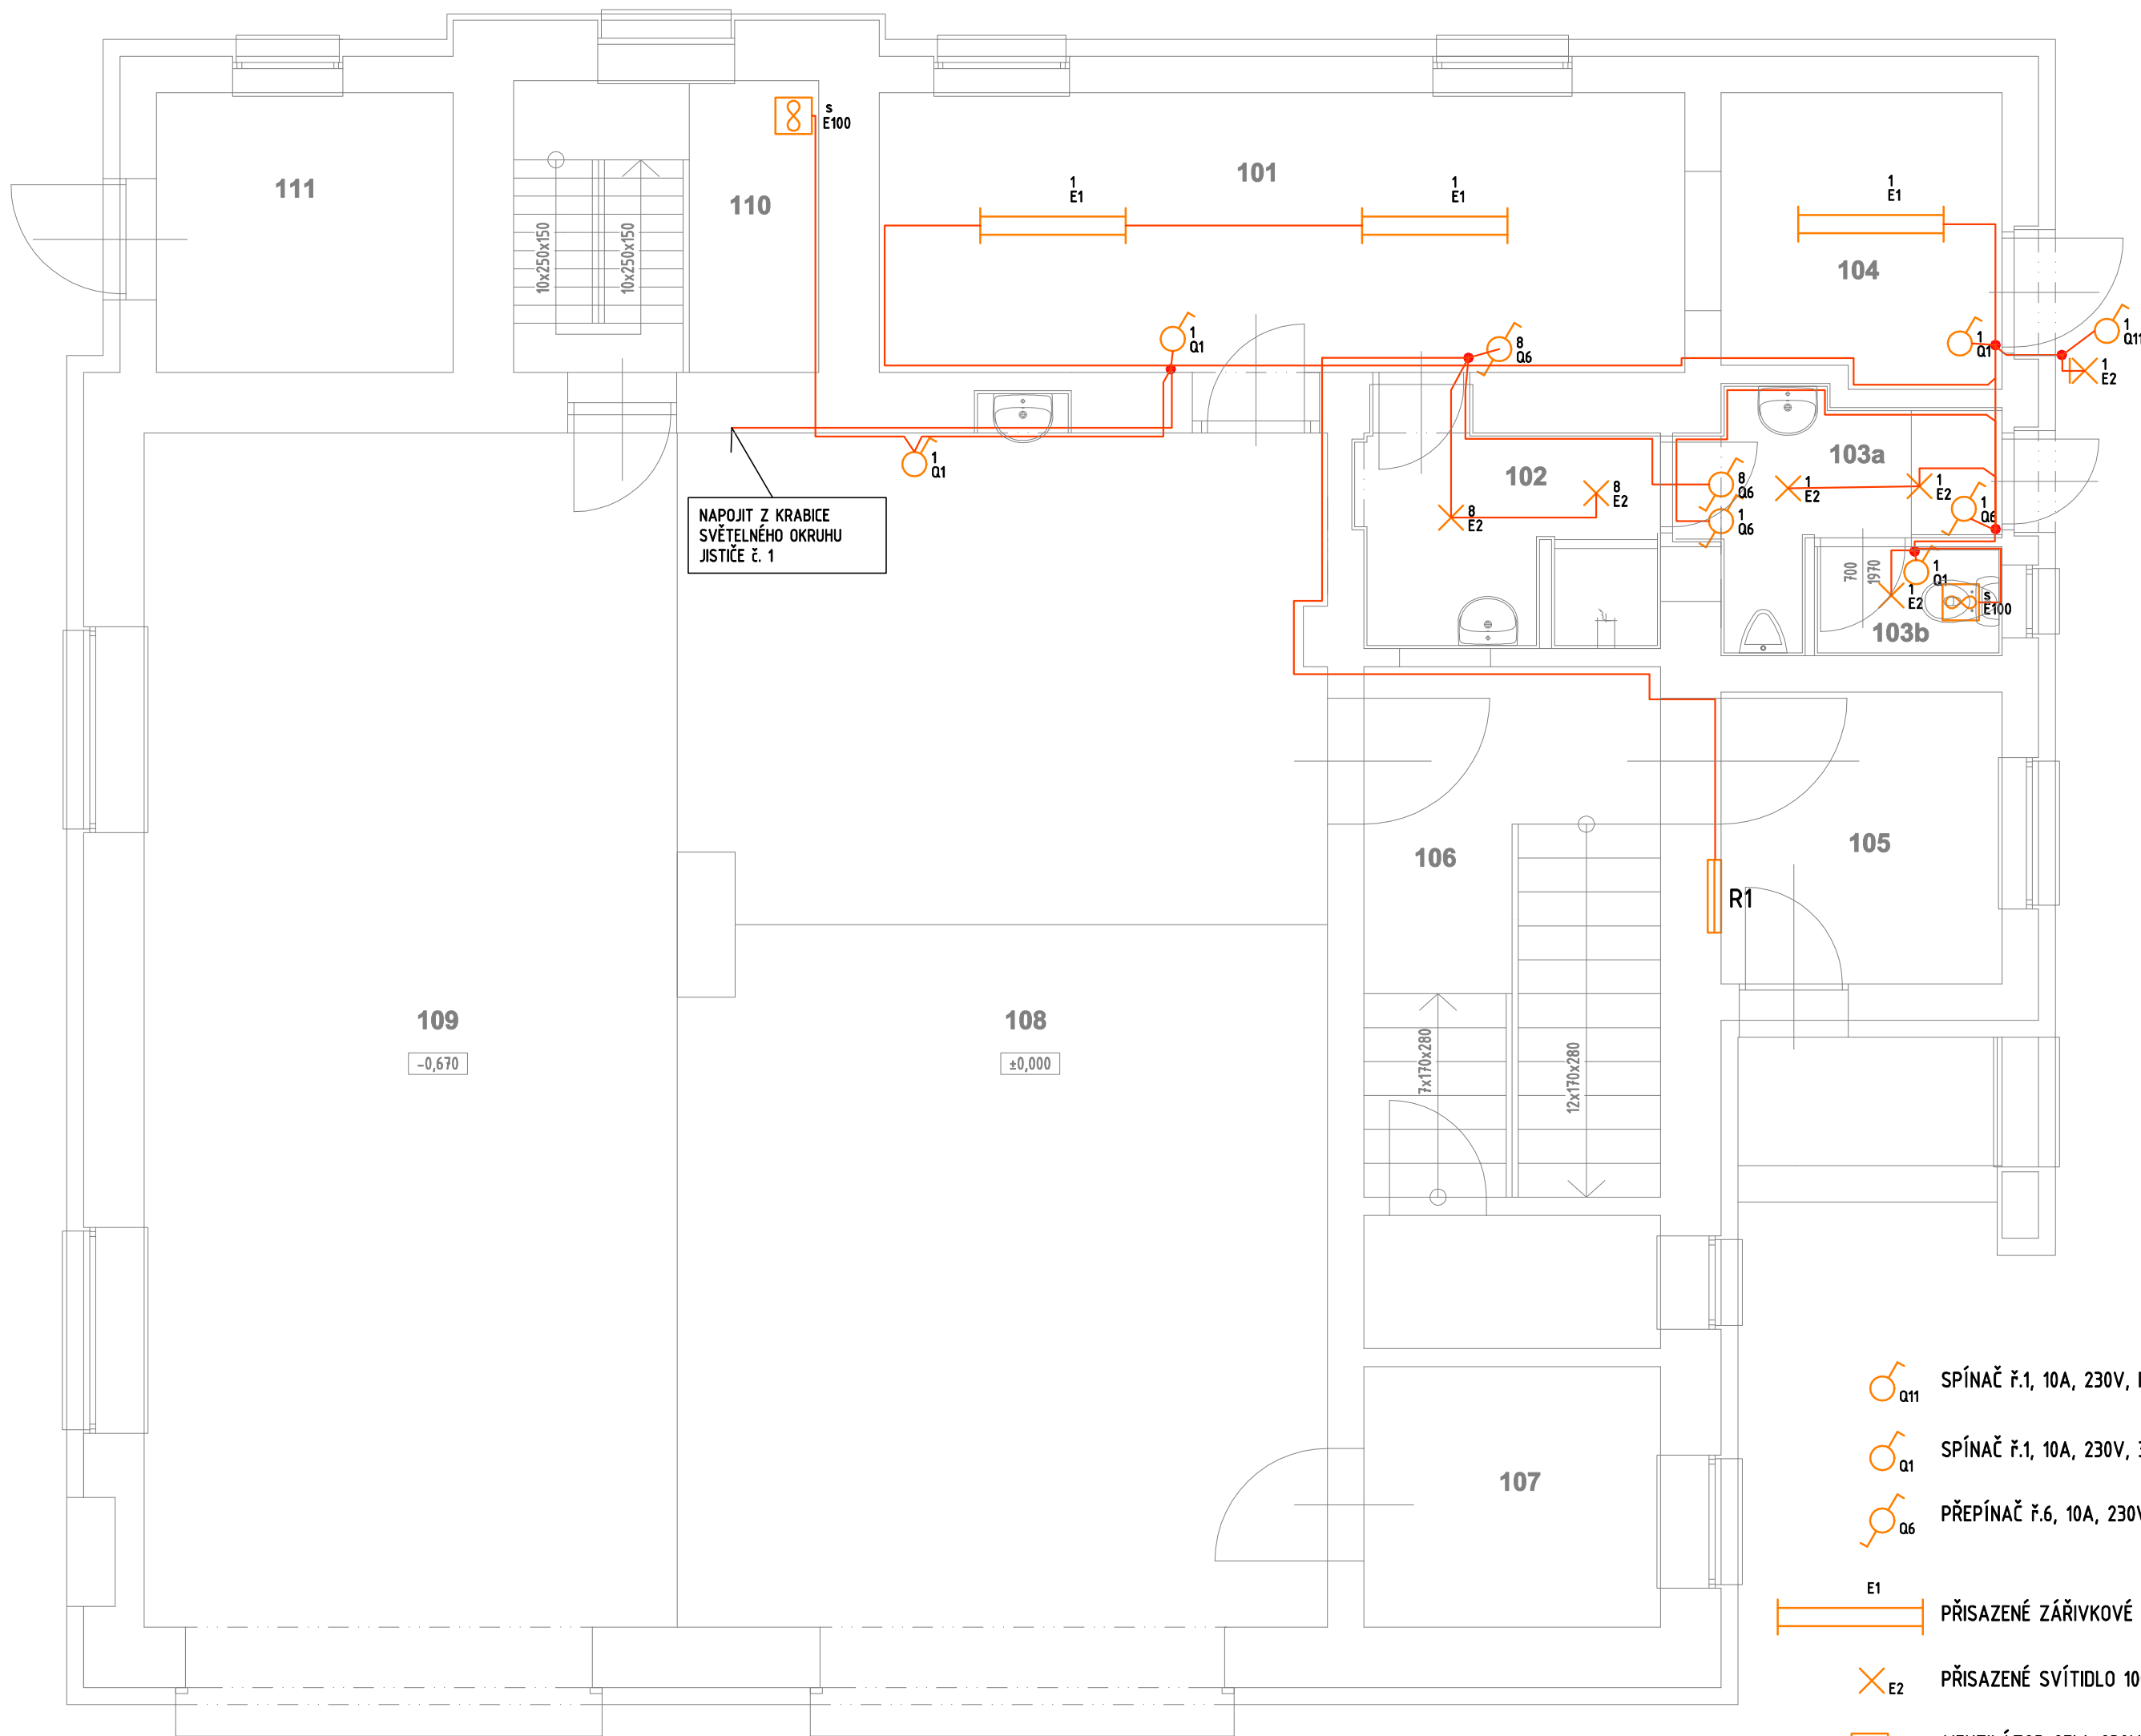 s
E100
111
110
10x250x150
10x250x150
101
1
E1
1
E1
1
E1
104
1
Q1
8
Q6
1
Q1
1
Q11
1
E2
1
Q1
NAPOJIT Z KRABICE
SVĚTELNÉHO OKRUHU
JISTIČE č. 1
102
8
E2
8
E2
8
Q6
1
Q6
103a
1
E2
1
E2
1
Q6
1
Q1
700
1970
1
E2
s
E100
103b
106
105
R1
109
-0,670
108
±0,000
7x170x280
12x170x280
107
Q11
SPÍNAČ ř.1, 10A, 230V,
Q1
SPÍNAČ ř.1, 10A, 230V,
Q6
PŘEPÍNAČ ř.6, 10A, 230V
E1
PŘISAZENÉ ZÁŘIVKOVÉ
E2
PŘISAZENÉ SVÍTIDLO 10